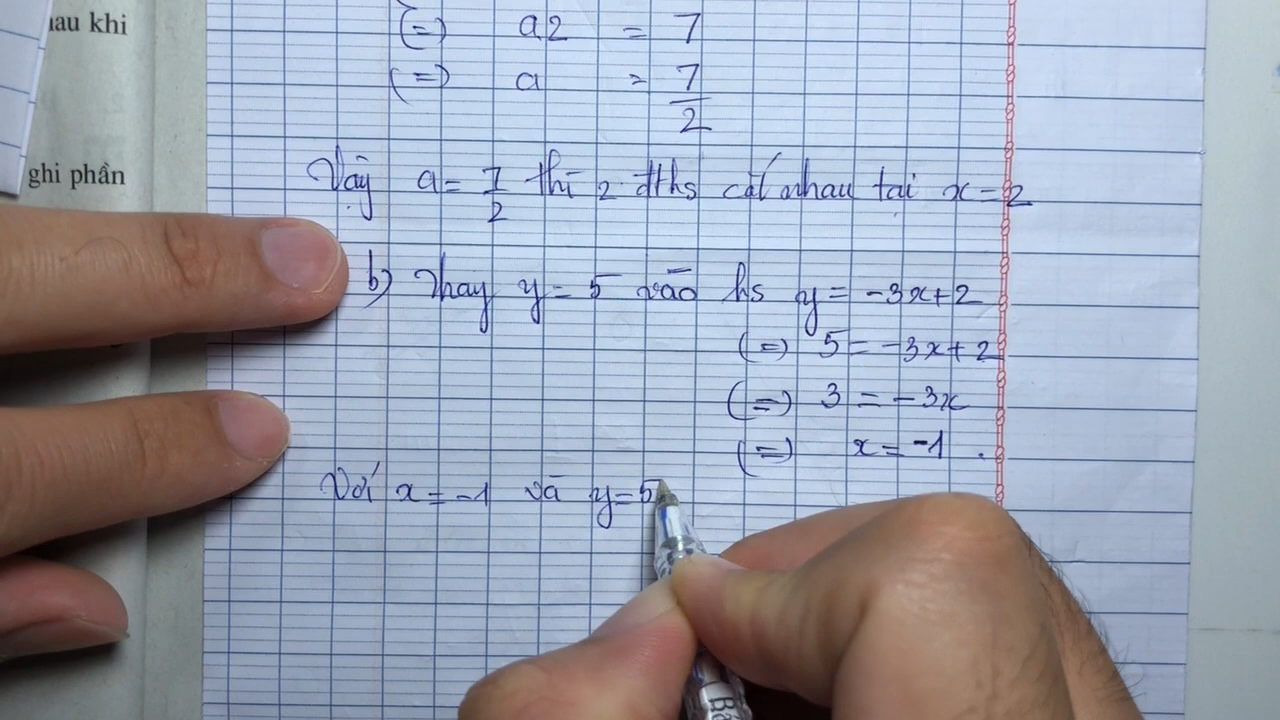 nau khi
ghi phần
(=) a2 = 7
(=) a = 7/2
Vậy a = 7/2 thì 2 đths cắt nhau tại x = 2
b) Thay y = 5 vào hs y = -3x+2
(=) 5 = -3x + 2
(=) 3 = -3x
(=) x = -1 .
Với x = -1 và y = 5